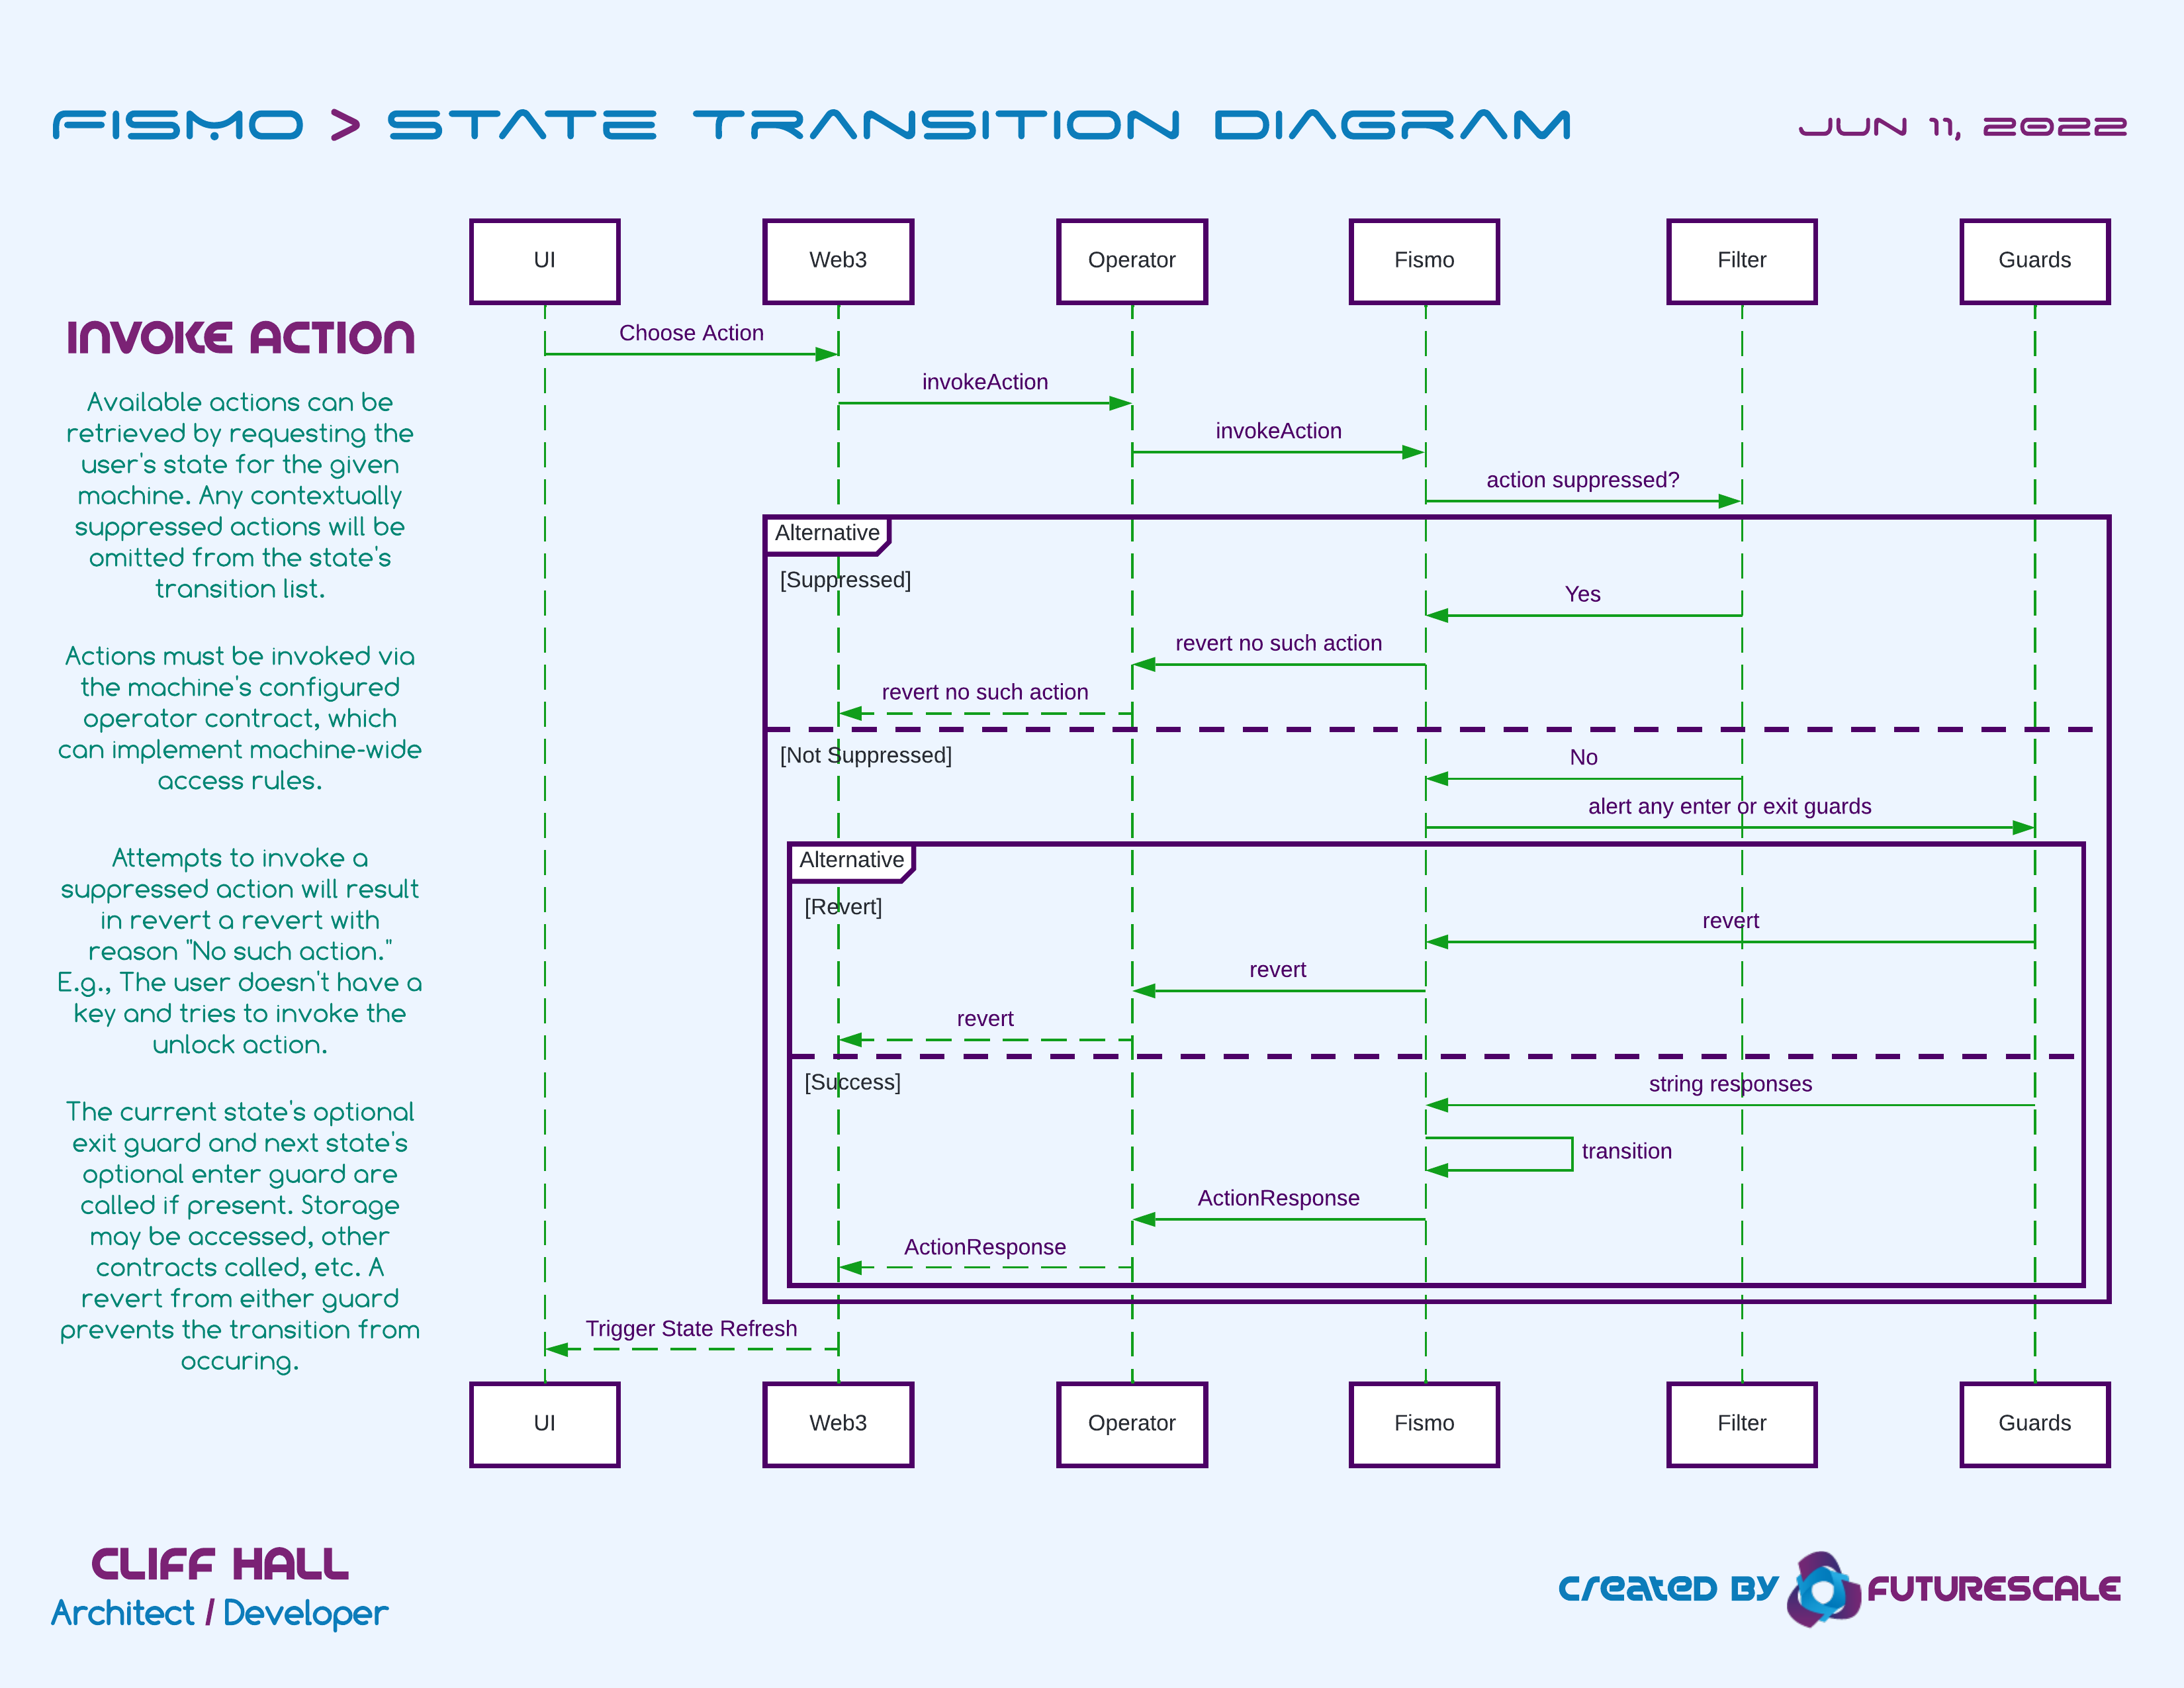 FISMO > STATE TRANSITION DIAGRAM
JUN 11, 2022
UI
Web3
Operator
Fismo
Filter
Guards
INVOKE ACTION
Available actions can be
retrieved by requesting the
user's state for the given
machine. Any contextually
suppressed actions will be
omitted from the state's
transition list.
Actions must be invoked via
the machine's configured
operator contract, which
can implement machine-wide
access rules.
Attempts to invoke a
suppressed action will result
in revert a revert with
reason "No such action."
E.g., The user doesn't have a
key and tries to invoke the
unlock action.
The current state's optional
exit guard and next state's
optional enter guard are
called if present. Storage
may be accessed, other
contracts called, etc. A
revert from either guard
prevents the transition from
occuring.
Choose Action
invokeAction
invokeAction
action suppressed?
Alternative
[Suppressed]
Yes
revert no such action
revert no such action
[Not Suppressed]
No
alert any enter or exit guards
Alternative
[Revert]
revert
revert
revert
[Success]
string responses
transition
ActionResponse
ActionResponse
Trigger State Refresh
UI
Web3
Operator
Fismo
Filter
Guards
CLIFF HALL
Architect / Developer
CREATED BY FUTURESCALE